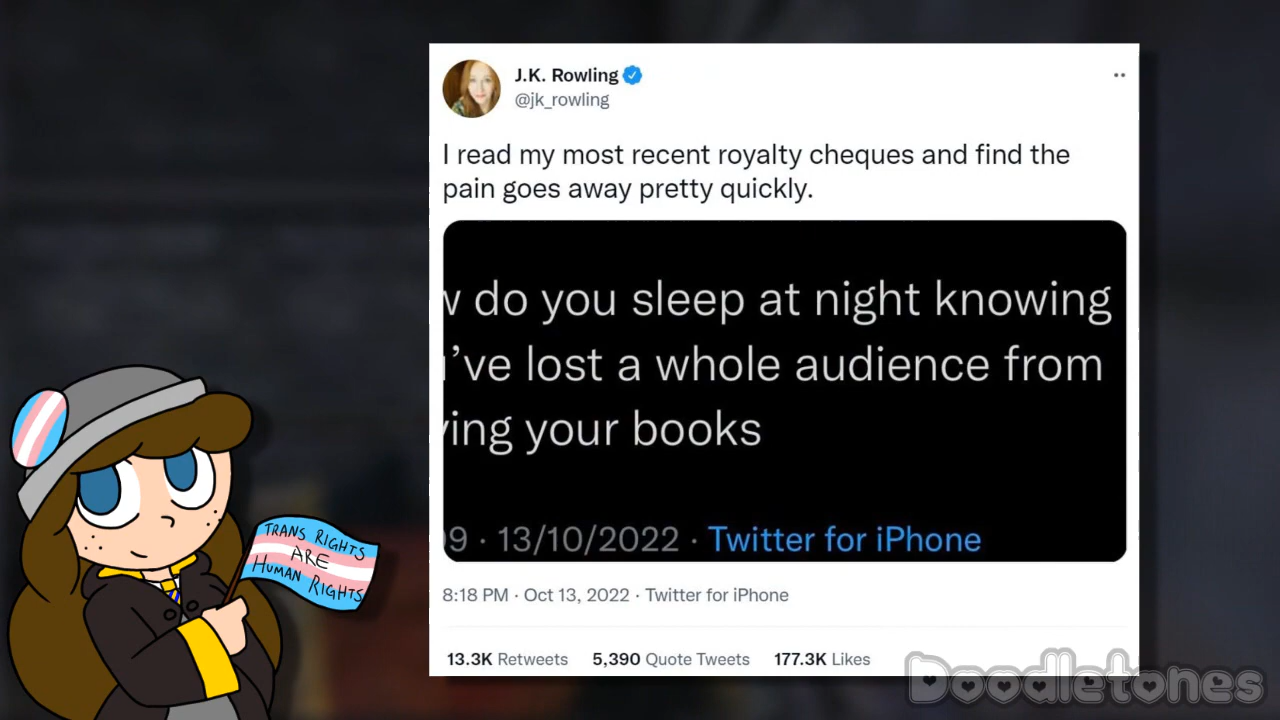 J.K. Rowling
@jk_rowling
I read my most recent royalty cheques and find the
pain goes away pretty quickly.
do you sleep at night knowing
've lost a whole audience from
ing your books
9 · 13/10/2022 · Twitter for iPhone
8:18 PM · Oct 13, 2022 · Twitter for iPhone
13.3K Retweets 5,390 Quote Tweets 177.3K Likes
TRANS RIGHTS
ARE
HUMAN RIGHTS
Doodletones